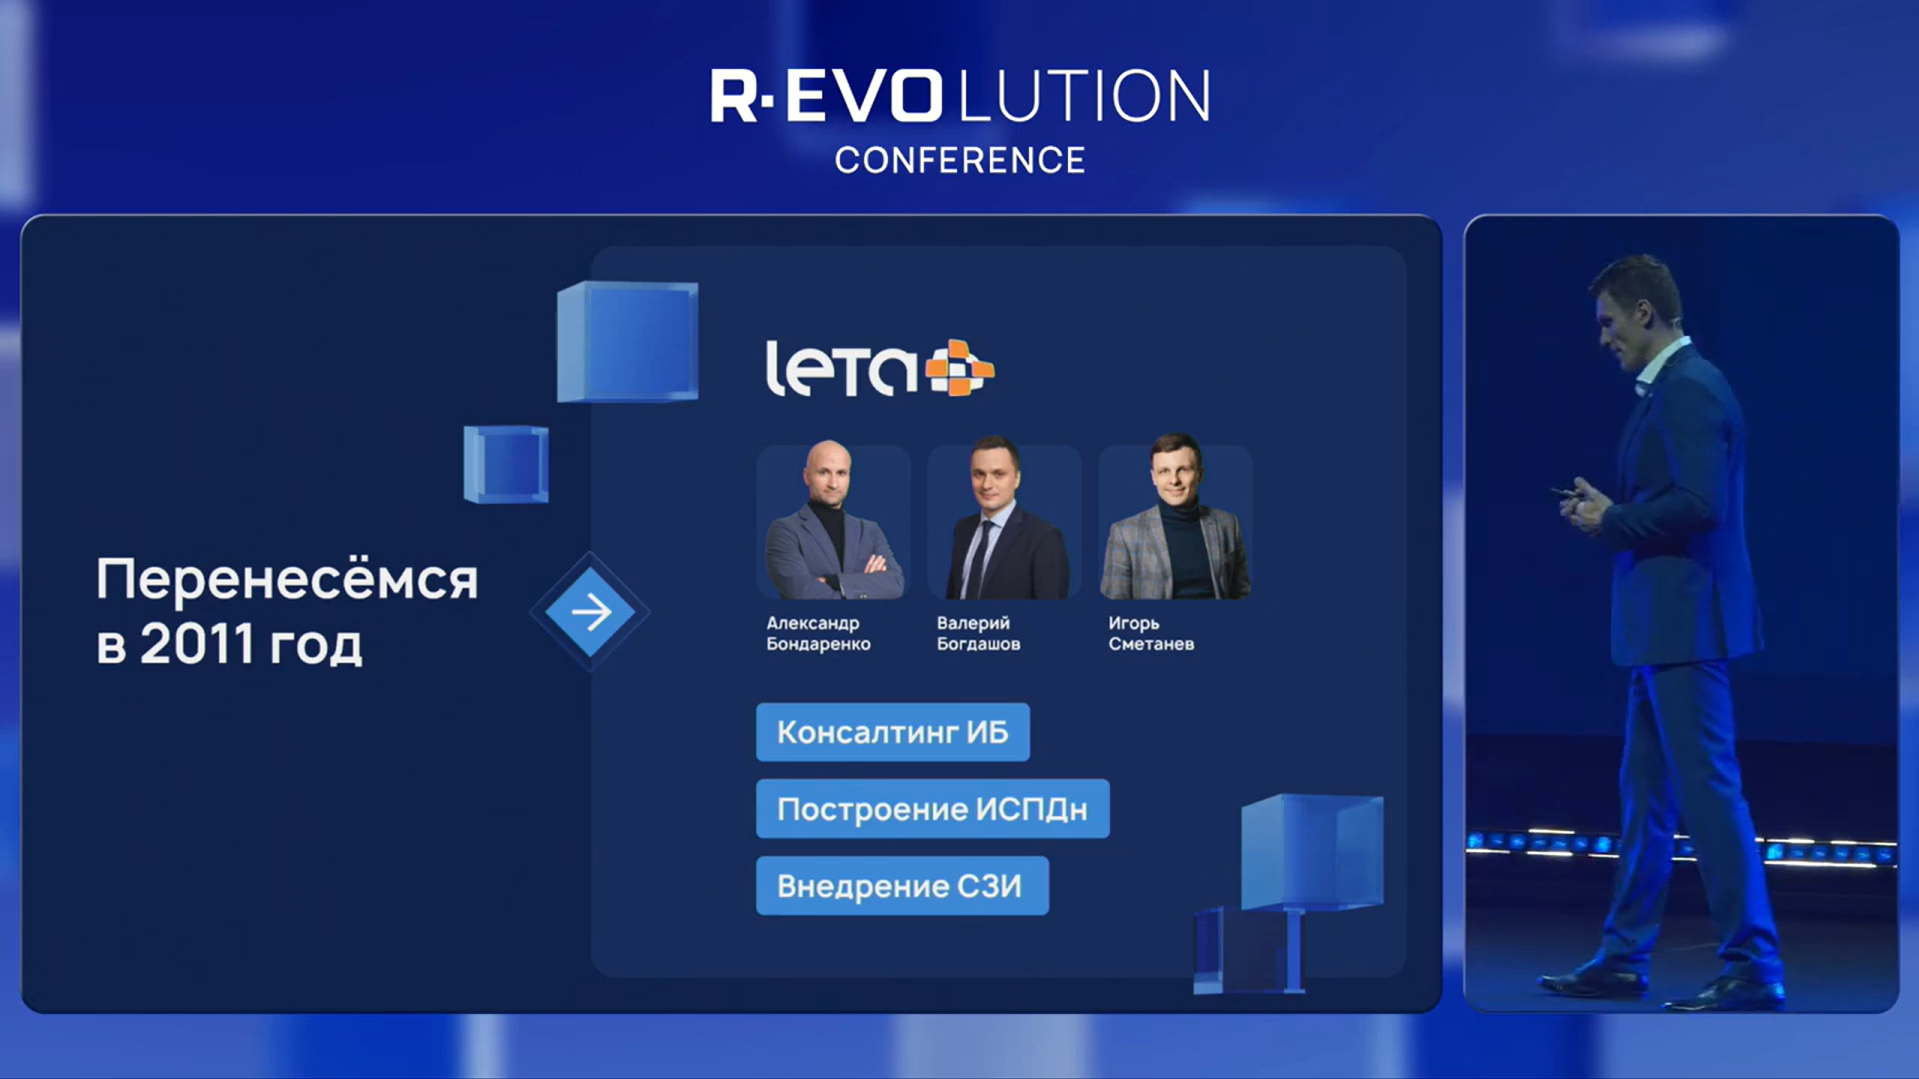 R·EVOLUTION
CONFERENCE
Перенесёмся
в 2011 год
leta
Александр
Бондаренко
Валерий
Богдашов
Игорь
Сметанев
Консалтинг ИБ
Построение ИСПДн
Внедрение СЗИ